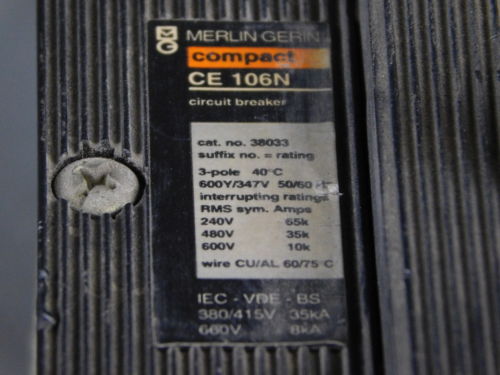 MG MERLIN GERIN
compact
CE 106N
circuit breaker
cat. no. 38033
suffix no. = rating
3-pole 40°C
600Y/347V 50/60
interrupting ratings
RMS sym. Amps
240V 65k
480V 35k
600V 10k
wire CU/AL 60/75°C
IEC - VDE - BS
380/415V 35kA
660V 8kA